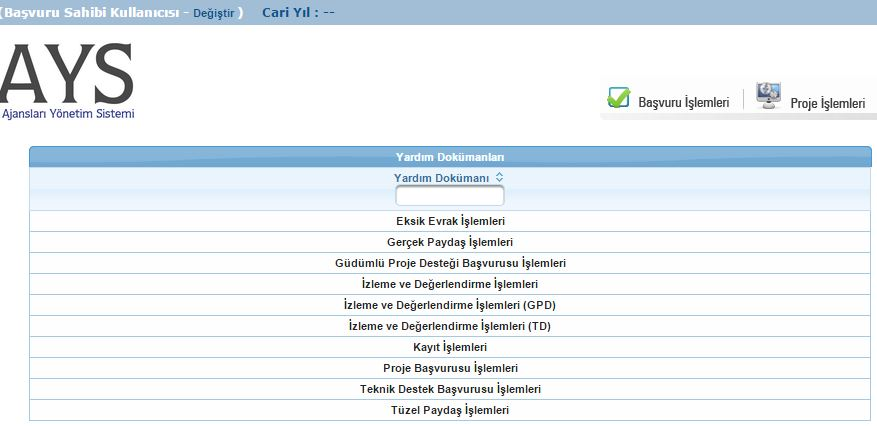 (Başvuru Sahibi Kullanıcısı - Değiştir ) Cari Yıl : --
AYS
Ajansları Yönetim Sistemi
Başvuru İşlemleri
Proje İşlemleri
Yardım Dokümanları
Yardım Dokümanı
Eksik Evrak İşlemleri
Gerçek Paydaş İşlemleri
Güdümlü Proje Desteği Başvurusu İşlemleri
İzleme ve Değerlendirme İşlemleri
İzleme ve Değerlendirme İşlemleri (GPD)
İzleme ve Değerlendirme İşlemleri (TD)
Kayıt İşlemleri
Proje Başvurusu İşlemleri
Teknik Destek Başvurusu İşlemleri
Tüzel Paydaş İşlemleri